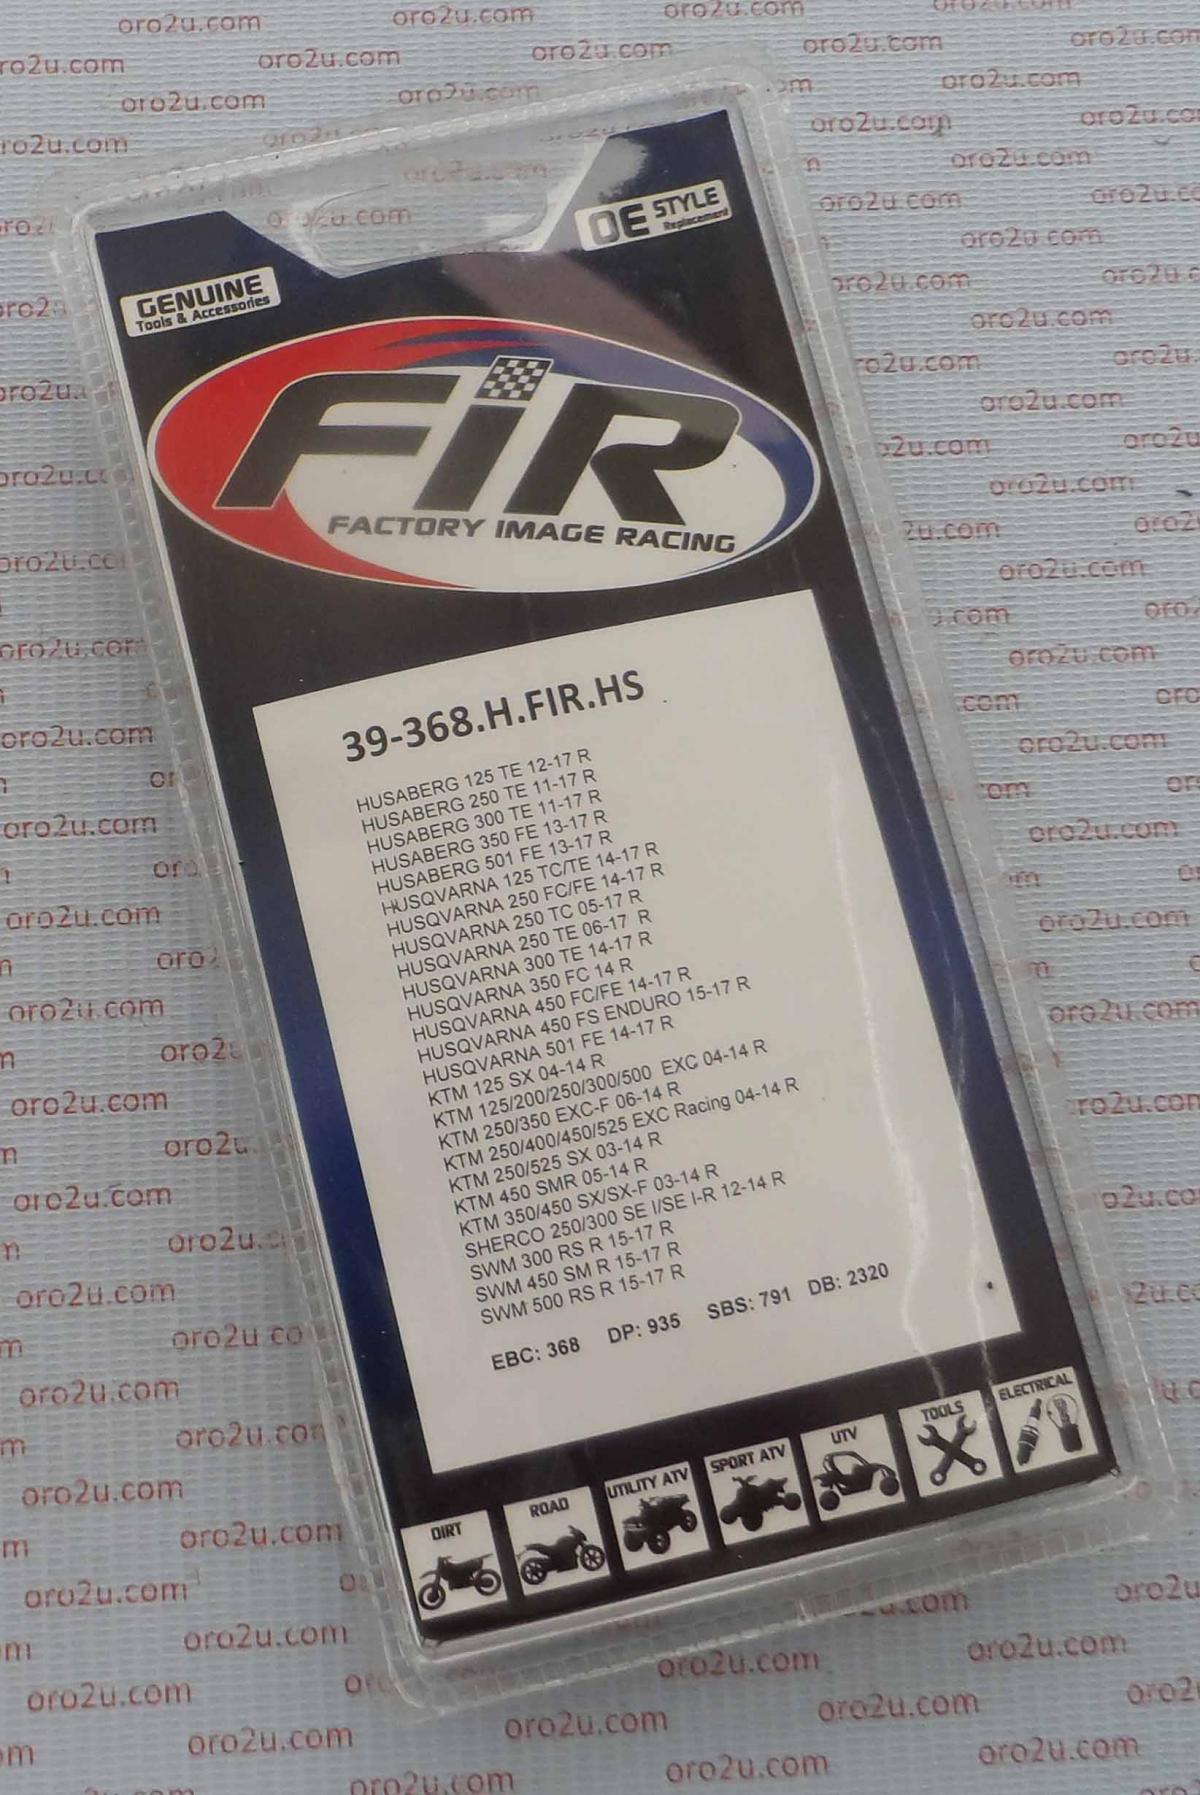 GENUINE
Tools & Accessories
OE STYLE
Replacement
FiR
FACTORY IMAGE RACING
39-368.H.FIR.HS
HUSABERG 125 TE 12-17 R
HUSABERG 250 TE 11-17 R
HUSABERG 300 TE 11-17 R
HUSABERG 350 FE 13-17 R
HUSABERG 501 FE 13-17 R
HUSQVARNA 125 TC/TE 14-17 R
HUSQVARNA 250 FC/FE 14-17 R
HUSQVARNA 250 TC 05-17 R
HUSQVARNA 250 TE 06-17 R
HUSQVARNA 300 TE 14-17 R
HUSQVARNA 350 FC 14 R
HUSQVARNA 450 FC/FE 14-17 R
HUSQVARNA 450 FS ENDURO 15-17 R
HUSQVARNA 501 FE 14-17 R
KTM 125 SX 04-14 R
KTM 125/200/250/300/500 EXC 04-14 R
KTM 250/350 EXC-F 06-14 R
KTM 250/400/450/525 EXC Racing 04-14 R
KTM 250/525 SX 03-14 R
KTM 450 SMR 05-14 R
KTM 350/450 SX/SX-F 03-14 R
SHERCO 250/300 SE I/SE I-R 12-14 R
SWM 300 RS R 15-17 R
SWM 450 SM R 15-17 R
SWM 500 RS R 15-17 R
EBC: 368 DP: 935 SBS: 791 DB: 2320
DIRT
ROAD
UTILITY ATV
SPORT ATV
UTV
TOOLS
ELECTRICAL
oro2u.com